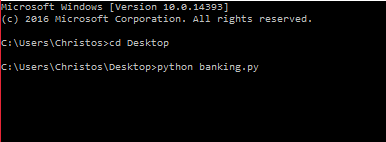 Microsoft Windows [Version 10.0.14393]
(c) 2016 Microsoft Corporation. All rights reserved.
C:\Users\Christos>cd Desktop
C:\Users\Christos\Desktop>python banking.py